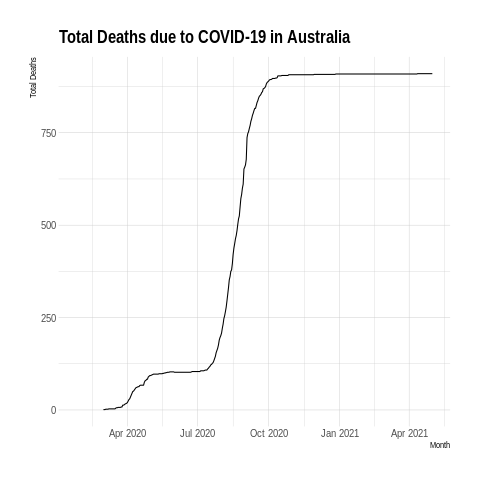 Total Deaths due to COVID-19 in Australia
Total Deaths
750
500
250
0
Apr 2020 Jul 2020 Oct 2020 Jan 2021 Apr 2021
Month